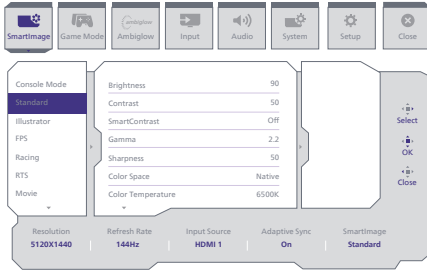 SmartImage
Game Mode
Ambiglow
Ambiglow
Input
Audio
System
Setup
Close
Console Mode
Standard
Illustrator
FPS
Racing
RTS
Movie
Brightness 90
Contrast 50
SmartContrast Off
Gamma 2.2
Sharpness 50
Color Space Native
Color Temperature 6500K
Select
OK
Close
Resolution
5120X1440
Refresh Rate
144Hz
Input Source
HDMI 1
Adaptive Sync
On
SmartImage
Standard